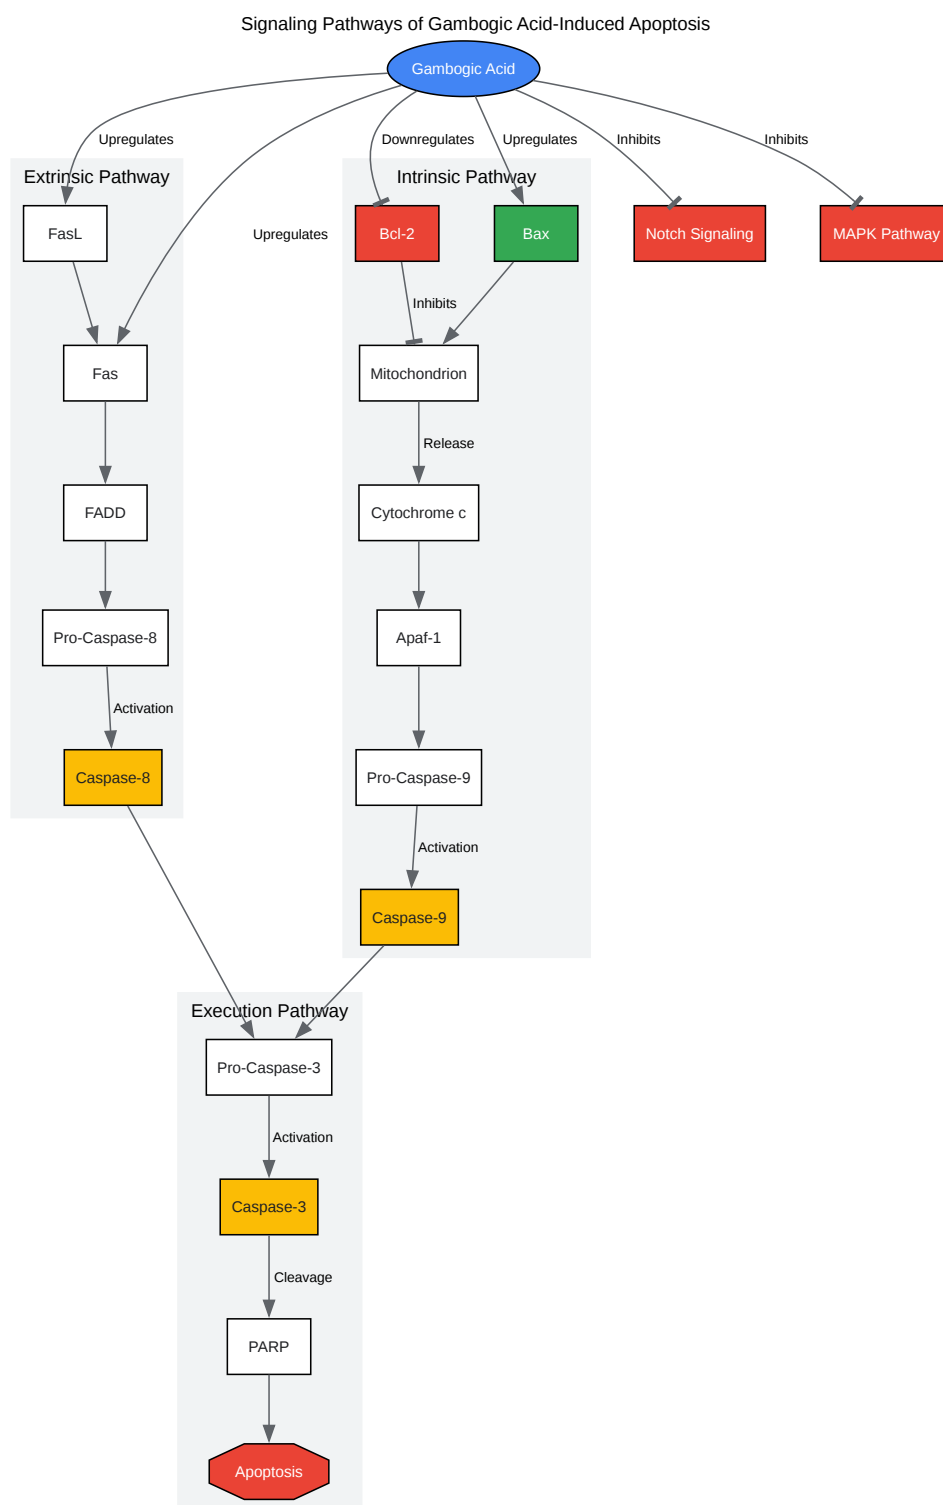 Signaling Pathways of Gambogic Acid-Induced Apoptosis
Gambogic Acid
Upregulates
Downregulates
Upregulates
Inhibits
Inhibits
Extrinsic Pathway
Intrinsic Pathway
FasL
Upregulates
Bcl-2
Bax
Notch Signaling
MAPK Pathway
Inhibits
Fas
Mitochondrion
Release
FADD
Cytochrome c
Pro-Caspase-8
Apaf-1
Activation
Caspase-8
Pro-Caspase-9
Activation
Caspase-9
Execution Pathway
Pro-Caspase-3
Activation
Caspase-3
Cleavage
PARP
Apoptosis